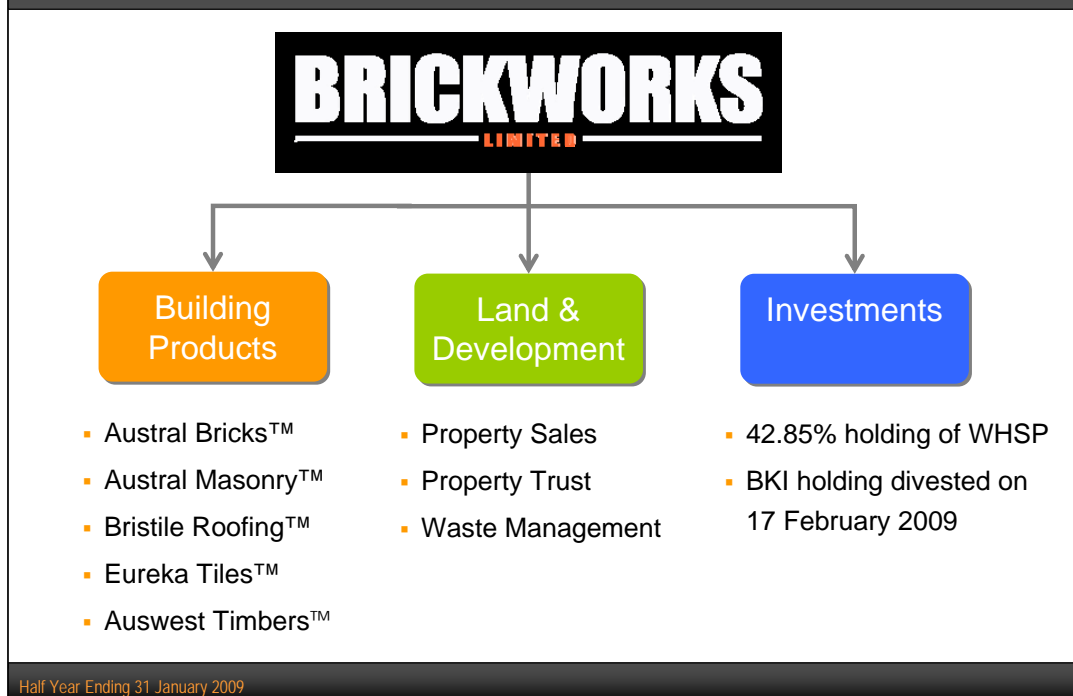 BRICKWORKS
LIMITED
Building
Products
Land &
Development
Investments
▪ Austral Bricks™
▪ Austral Masonry™
▪ Bristile Roofing™
▪ Eureka Tiles™
▪ Auswest Timbers™
▪ Property Sales
▪ Property Trust
▪ Waste Management
▪ 42.85% holding of WHSP
▪ BKI holding divested on
17 February 2009
Half Year Ending 31 January 2009